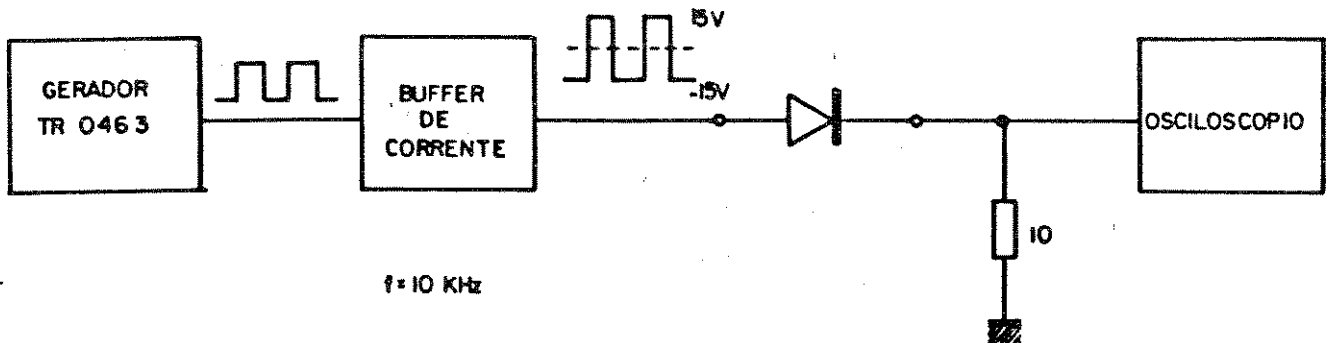 GERADOR
TR 0463
BUFFER
DE
CORRENTE
15V
-15V
OSCILOSCOPIO
10
f=10 KHz